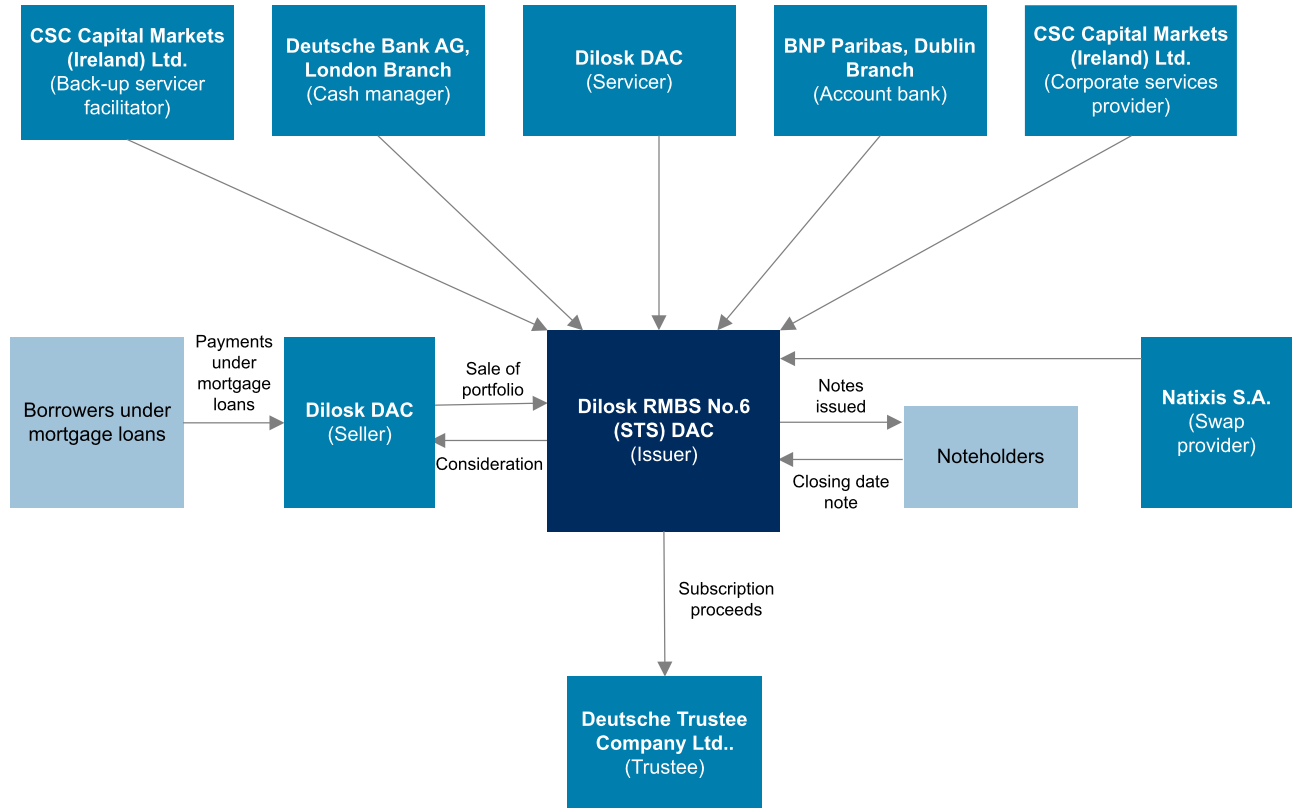 CSC Capital Markets
(Ireland) Ltd.
(Back-up servicer
facilitator)
Deutsche Bank AG,
London Branch
(Cash manager)
Dilosk DAC
(Servicer)
BNP Paribas, Dublin
Branch
(Account bank)
CSC Capital Markets
(Ireland) Ltd.
(Corporate services
provider)
Borrowers under
mortgage loans
Payments
under
mortgage
loans
Dilosk DAC
(Seller)
Sale of
portfolio
Consideration
Dilosk RMBS No.6
(STS) DAC
(Issuer)
Notes
issued
Closing date
note
Noteholders
Natixis S.A.
(Swap
provider)
Subscription
proceeds
Deutsche Trustee
Company Ltd..
(Trustee)